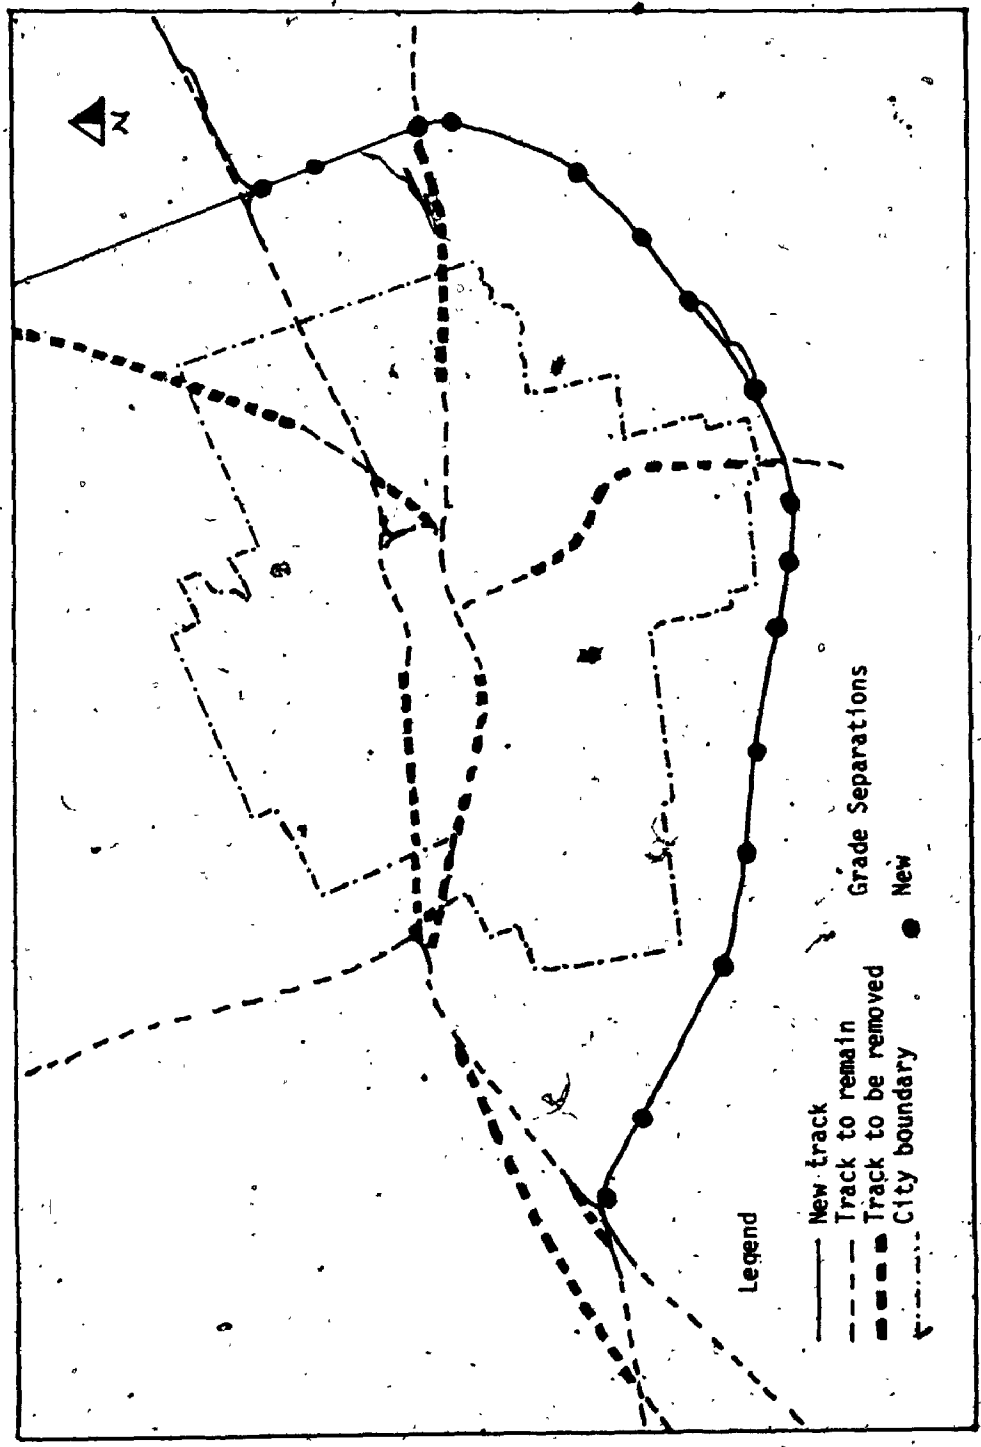 N
Legend
New track
Track to remain
Track to be removed
City boundary
Grade Separations
New